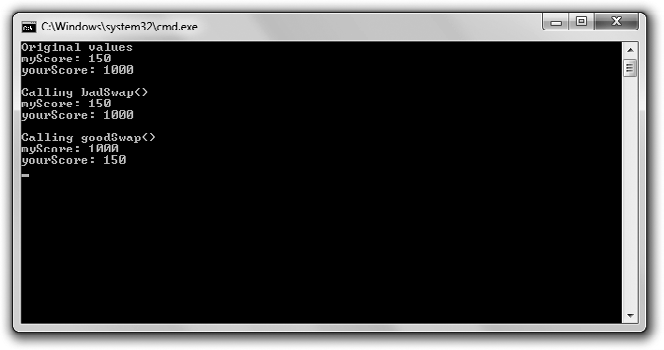 C:\Windows\system32\cmd.exe
Original values
myScore: 150
yourScore: 1000
Calling badSwap()
myScore: 150
yourScore: 1000
Calling goodSwap()
myScore: 1000
yourScore: 150